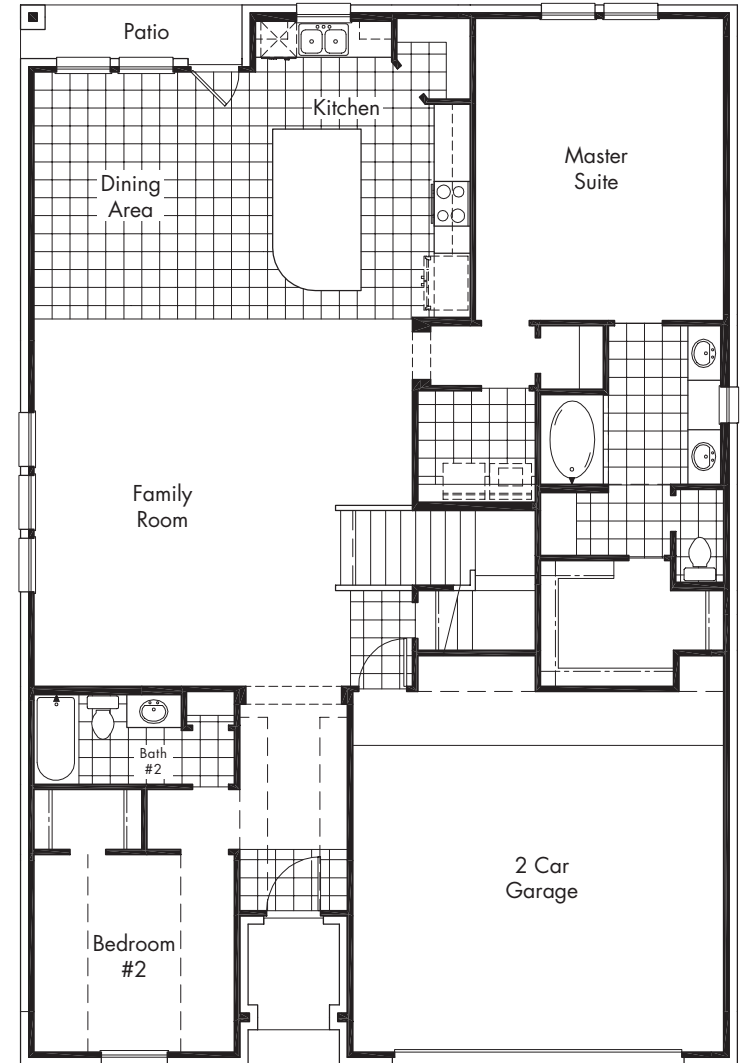 Patio
Kitchen
Master
Suite
Dining
Area
Family
Room
Bath
#2
2 Car
Garage
Bedroom
#2